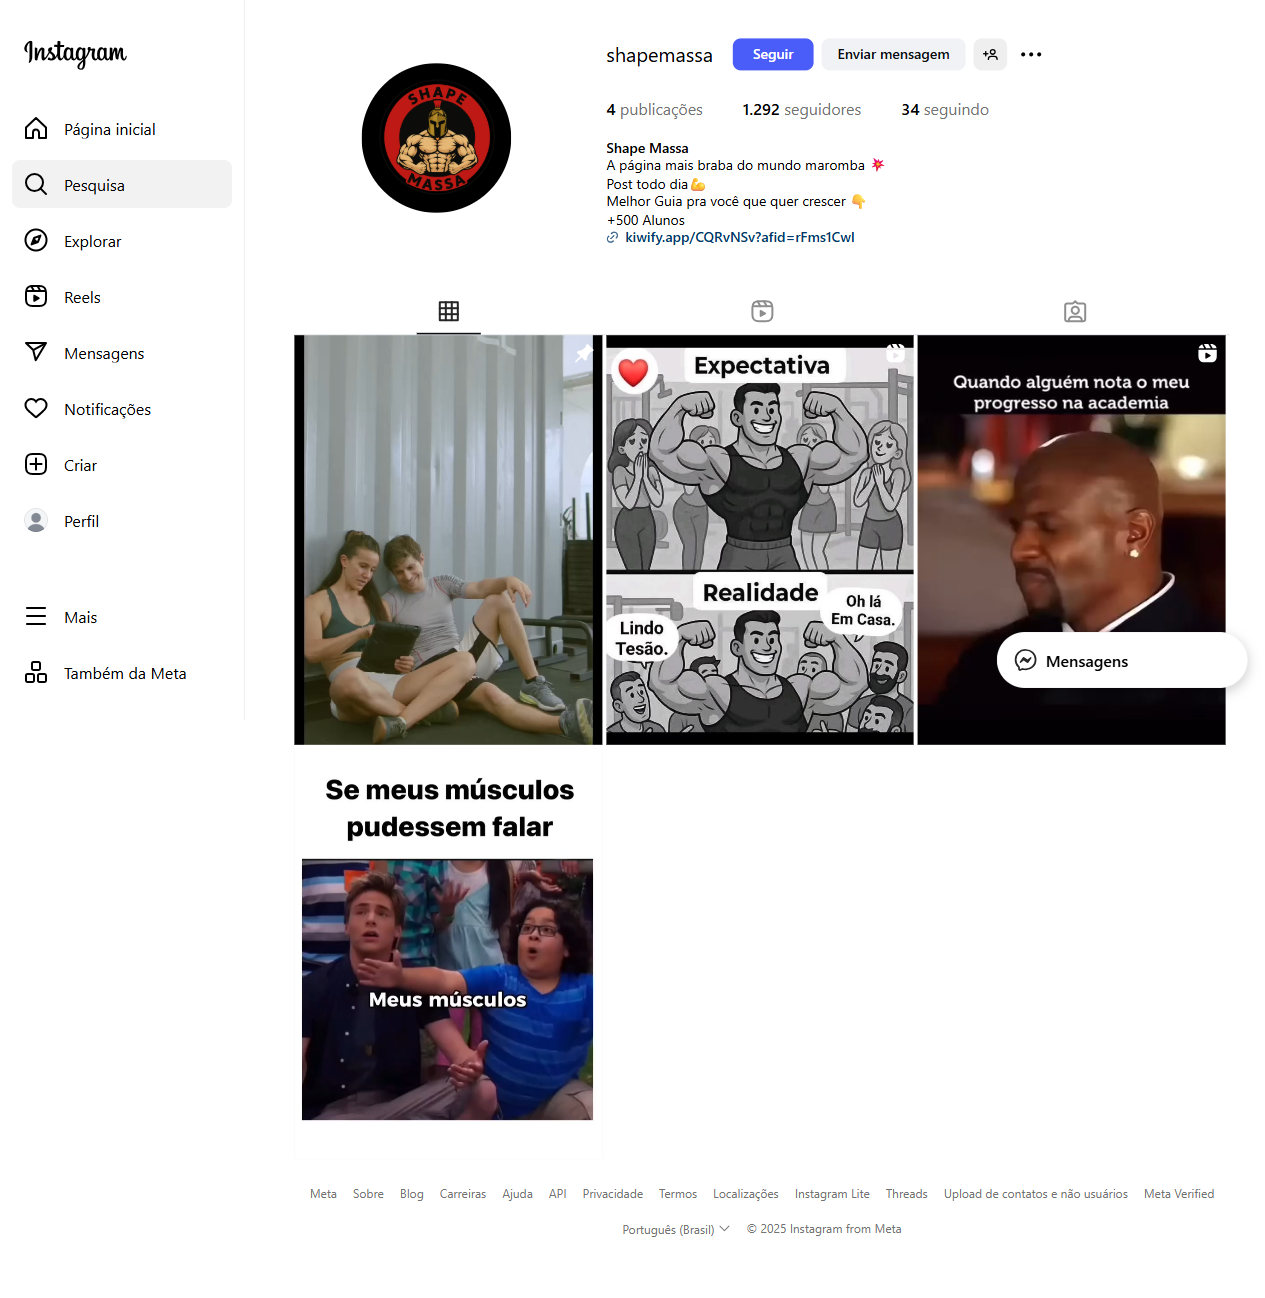 Instagram
Página inicial
Pesquisa
Explorar
Reels
Mensagens
Notificações
Criar
Perfil
Mais
Também da Meta
SHAPE
MASSA
shapemassa
Seguir
Enviar mensagem
4 publicações
1.292 seguidores
34 seguindo
Shape Massa
A página mais braba do mundo maromba 💥
Post todo dia💪
Melhor Guia pra você que quer crescer 👇
+500 Alunos
kiwify.app/CQRvNSv?afid=rFms1Cwl
Expectativa
Realidade
Lindo
Tesão.
Oh lá
Em Casa.
Quando alguém nota o meu
progresso na academia
Mensagens
Se meus músculos
pudessem falar
Meus músculos
Meta Sobre Blog Carreiras Ajuda API Privacidade Termos Localizações Instagram Lite Threads Upload de contatos e não usuários Meta Verified
Português (Brasil) © 2025 Instagram from Meta